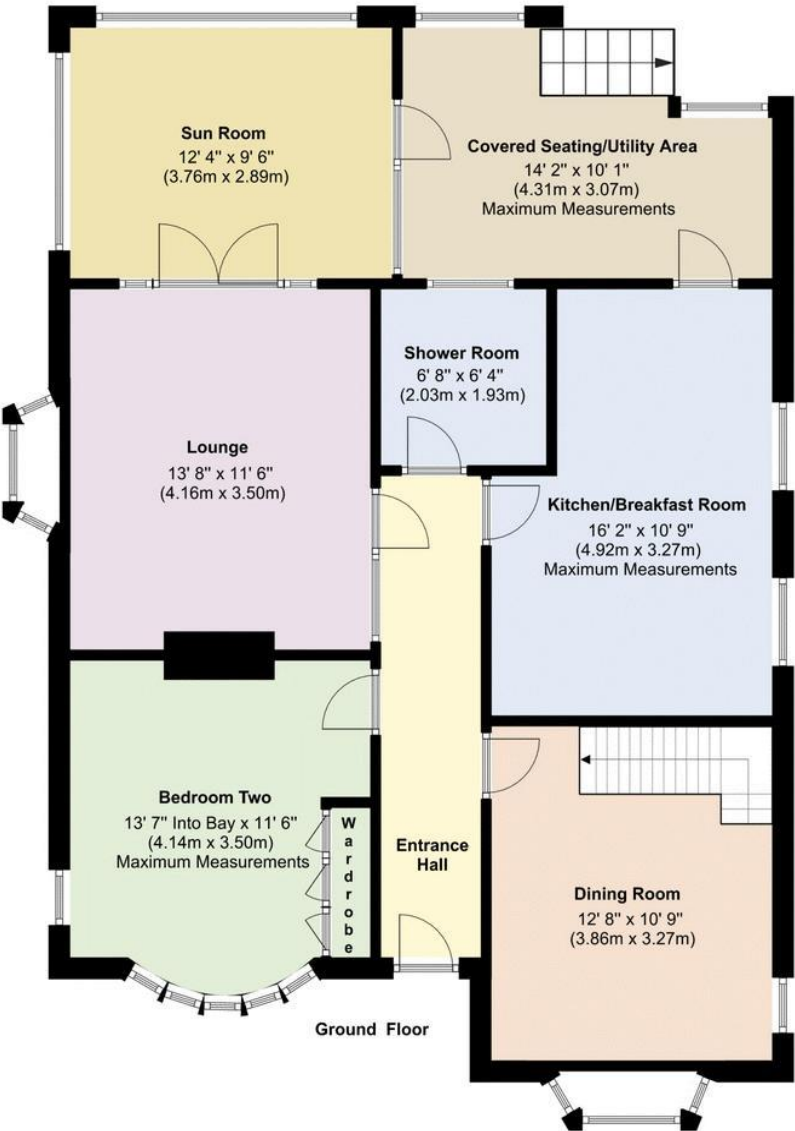 Sun Room
12' 4" x 9' 6"
(3.76m x 2.89m)
Covered Seating/Utility Area
14' 2" x 10' 1"
(4.31m x 3.07m)
Maximum Measurements
Shower Room
6' 8" x 6' 4"
(2.03m x 1.93m)
Lounge
13' 8" x 11' 6"
(4.16m x 3.50m)
Kitchen/Breakfast Room
16' 2" x 10' 9"
(4.92m x 3.27m)
Maximum Measurements
Bedroom Two
13' 7" Into Bay x 11' 6"
(4.14m x 3.50m)
Maximum Measurements
Wardrobe
Entrance
Hall
Dining Room
12' 8" x 10' 9"
(3.86m x 3.27m)
Ground Floor